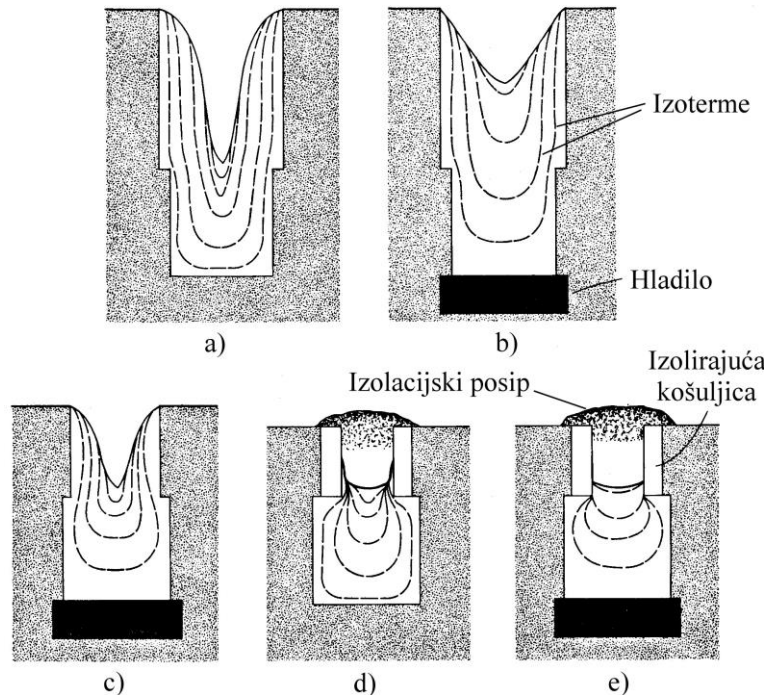 Izoterme
Hladilo
a)
b)
Izolacijski posip
Izolirajuća
košuljica
c)
d)
e)